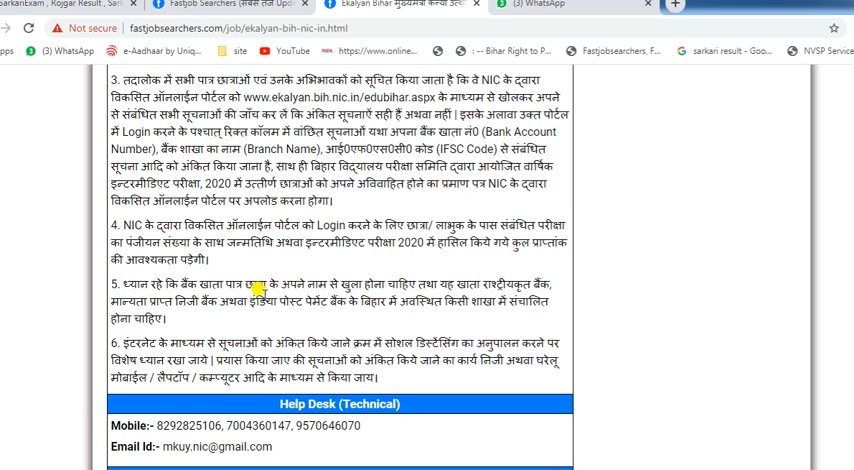 SarkariExam , Rojgar Result , Sark
Fastjob Searchers (सबसे तेज Upda
Ekalyan Bihar मुख्यमंत्री कन्या उत्था
(3) WhatsApp
Not secure | fastjobsearchers.com/job/ekalyan-bih-nic-in.html
pps (3) WhatsApp e-Aadhaar by Uniq... site YouTube https://www.online... : -- Bihar Right to P... Fastjobsearchers, F... sarkari result - Goo... NVSP Service
3. तदालोक में सभी पात्र छात्राओं एवं उनके अभिभावकों को सूचित किया जाता है कि वे NIC के द्वारा
विकसित ऑनलाईन पोर्टल को www.ekalyan.bih.nic.in/edubihar.aspx के माध्यम से खोलकर अपने
से संबंधित सभी सूचनाओं की जाँच कर लें कि अंकित सूचनाऐं सही हैं अथवा नहीं | इसके अलावा उक्त पोर्टल
में Login करने के पश्चात् रिक्त कॉलम में वांछित सूचनाओं यथा अपना बैंक खाता नं0 (Bank Account
Number), बैंक शाखा का नाम (Branch Name), आई0एफ0एस0सी0 कोड (IFSC Code) से संबंधित
सूचना आदि को अंकित किया जाना है, साथ ही बिहार विद्यालय परीक्षा समिति द्वारा आयोजित वार्षिक
इन्टरमीडिएट परीक्षा, 2020 में उत्तीर्ण छात्राओं को अपने अविवाहित होने का प्रमाण पत्र NIC के द्वारा
विकसित ऑनलाईन पोर्टल पर अपलोड करना होगा।
4. NIC के द्वारा विकसित ऑनलाईन पोर्टल को Login करने के लिए छात्रा/ लाभुक के पास संबंधित परीक्षा
का पंजीयन संख्या के साथ जन्मतिथि अथवा इन्टरमीडिएट परीक्षा 2020 में हासिल किये गये कुल प्राप्तांक
की आवश्यकता पड़ेगी।
5. ध्यान रहे कि बैंक खाता पात्र छात्रा के अपने नाम से खुला होना चाहिए तथा यह खाता राश्ट्रीयकृत बैंक,
मान्यता प्राप्त निजी बैंक अथवा इंडिया पोस्ट पेमेंट बैंक के बिहार में अवस्थित किसी शाखा में संचालित
होना चाहिए।
6. इंटरनेट के माध्यम से सूचनाओं को अंकित किये जाने क्रम में सोशल डिस्टेंसिंग का अनुपालन करने पर
विशेष ध्यान रखा जाये | प्रयास किया जाए की सूचनाओं को अंकित किये जाने का कार्य निजी अथवा घरेलू
मोबाईल / लैपटॉप / कम्प्यूटर आदि के माध्यम से किया जाय।
Help Desk (Technical)
Mobile:- 8292825106, 7004360147, 9570646070
Email Id:- mkuy.nic@gmail.com